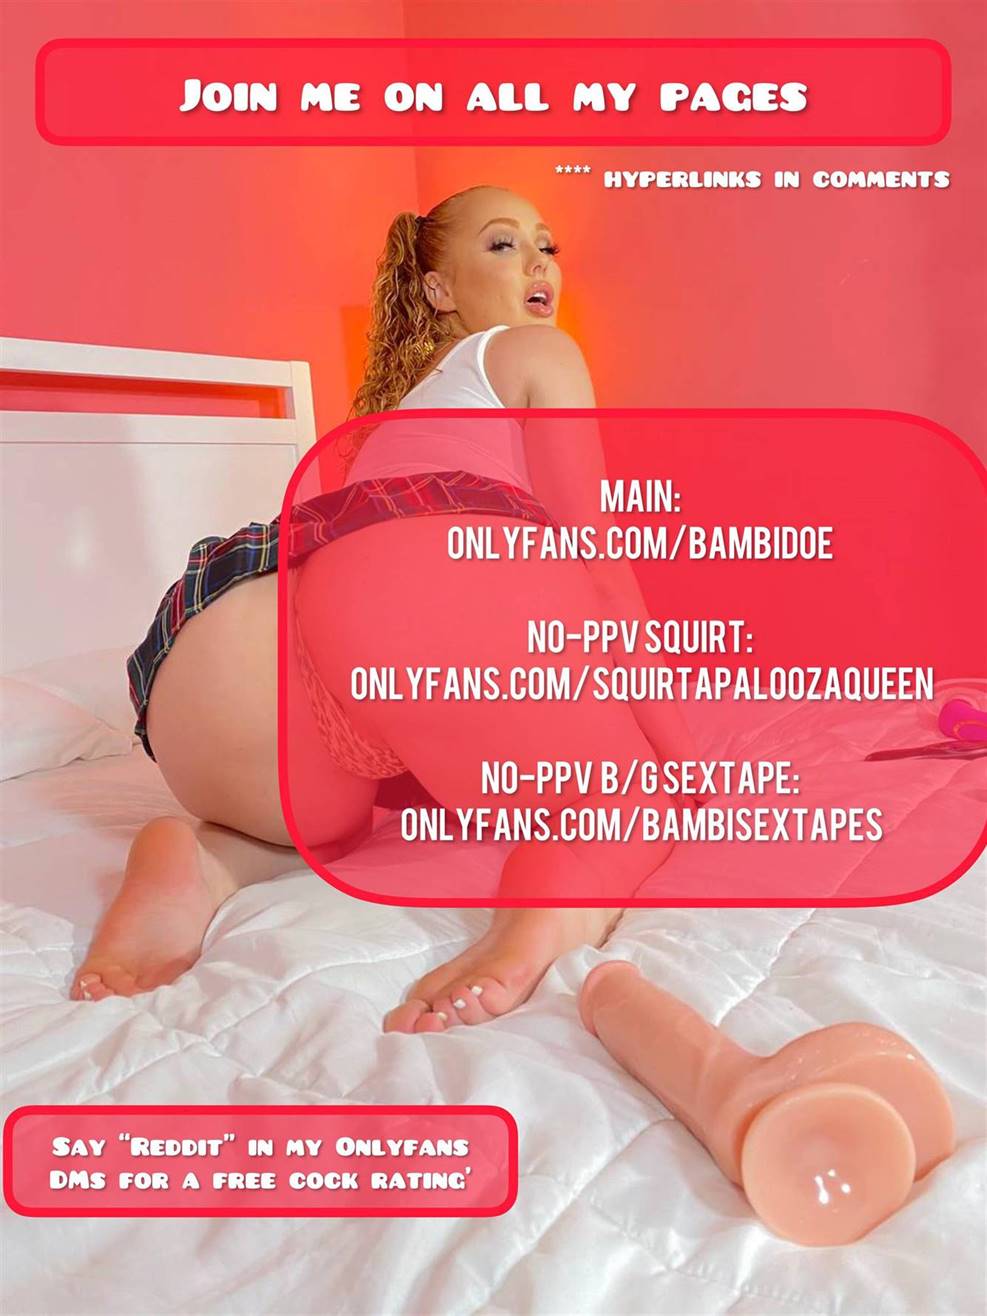 JOIN ME ON ALL MY PAGES
**** HYPERLINKS IN COMMENTS
MAIN:
ONLYFANS.COM/BAMBIDOE
NO-PPV SQUIRT:
ONLYFANS.COM/SQUIRTAPALOOZAQUEEN
NO-PPV B/G SEXTAPE:
ONLYFANS.COM/BAMBISEXTAPES
SAY “REDDIT” IN MY ONLYFANS
DMS FOR A FREE COCK RATING’